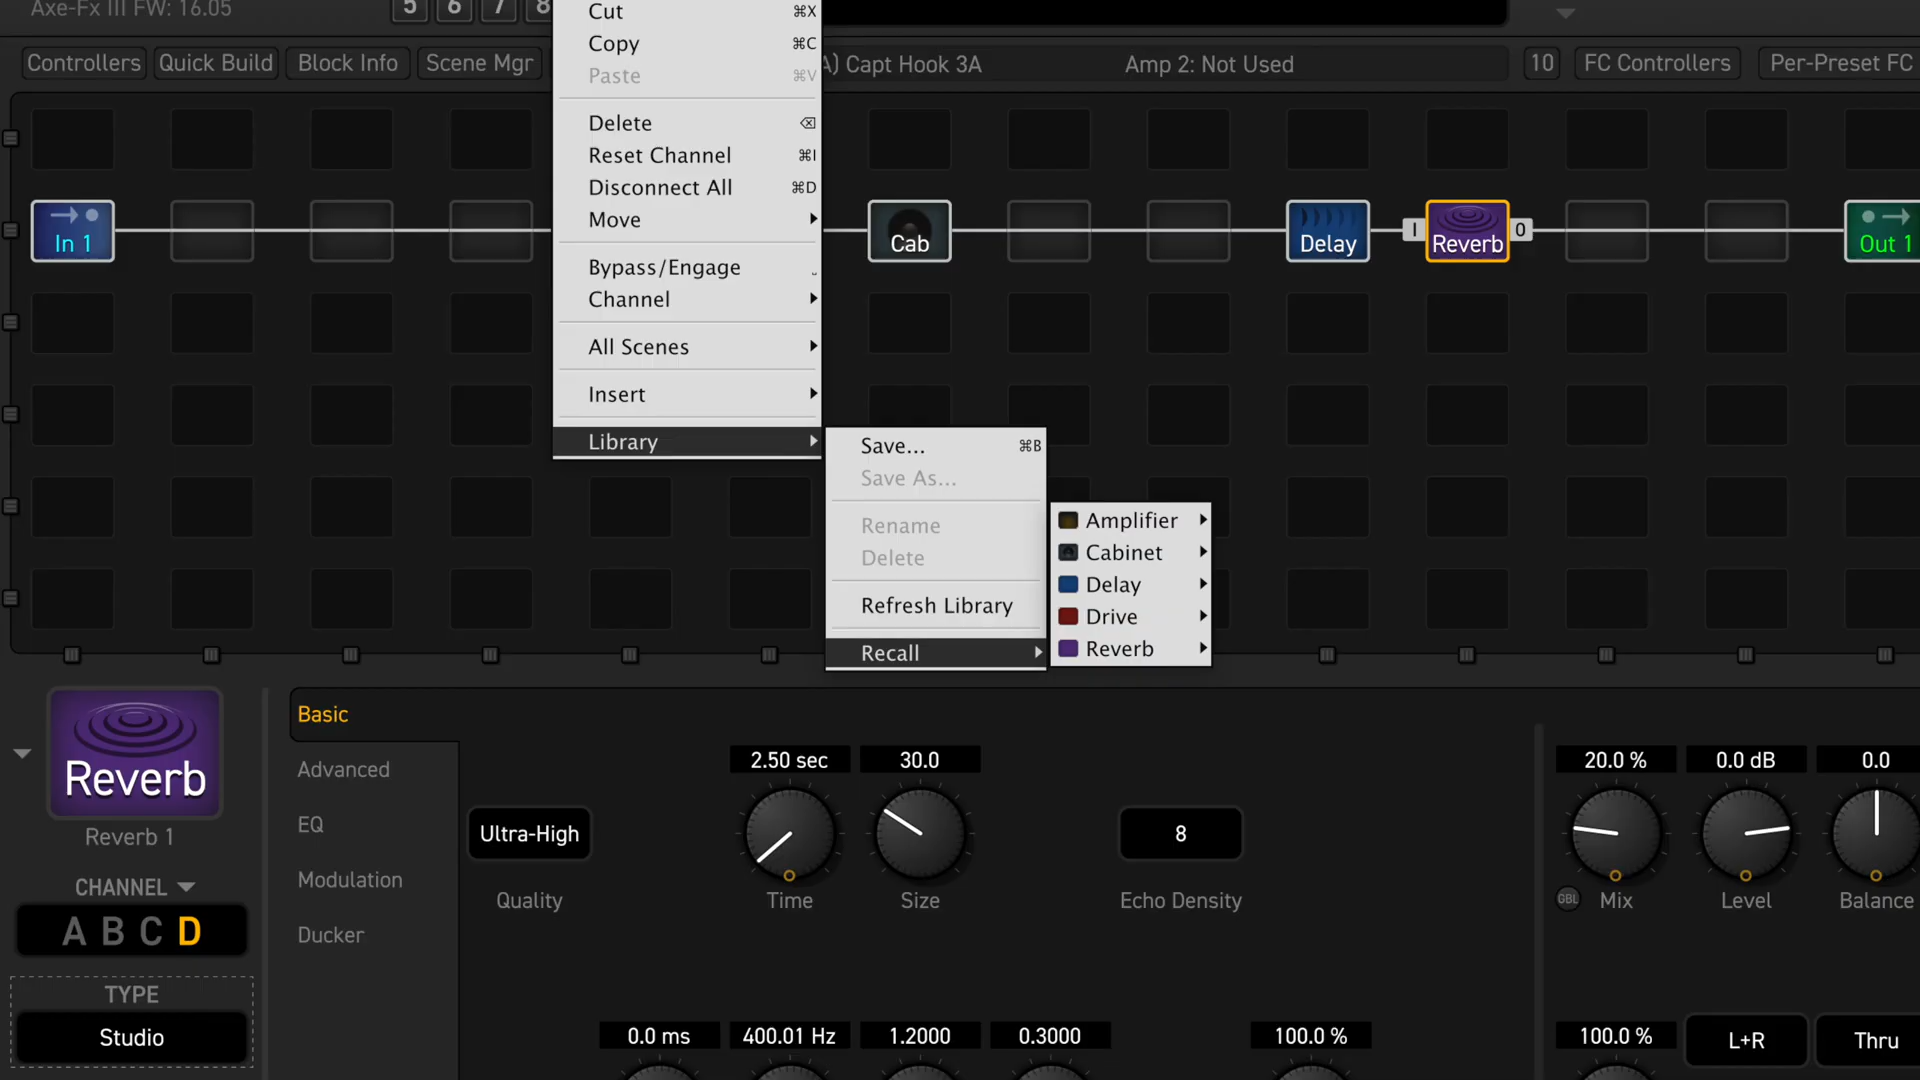 Axe-Fx III FW: 16.05
5 6 7 8
Controllers
Quick Build
Block Info
Scene Mgr
A) Capt Hook 3A
Amp 2: Not Used
10
FC Controllers
Per-Preset FC
Cut ⌘X
Copy ⌘C
Paste ⌘V
Delete ⌫
Reset Channel ⌘I
Disconnect All ⌘D
Move
Bypass/Engage
Channel
All Scenes
Insert
Library
Save... ⌘B
Save As...
Rename
Delete
Refresh Library
Recall
Amplifier
Cabinet
Delay
Drive
Reverb
In 1
Cab
Delay
I
Reverb
O
Out 1
Reverb
Reverb 1
CHANNEL
A B C D
TYPE
Studio
Basic
Advanced
EQ
Modulation
Ducker
Ultra-High
Quality
2.50 sec
Time
30.0
Size
8
Echo Density
20.0 %
GBL
Mix
0.0 dB
Level
0.0
Balance
0.0 ms
400.01 Hz
1.2000
0.3000
100.0 %
100.0 %
L+R
Thru